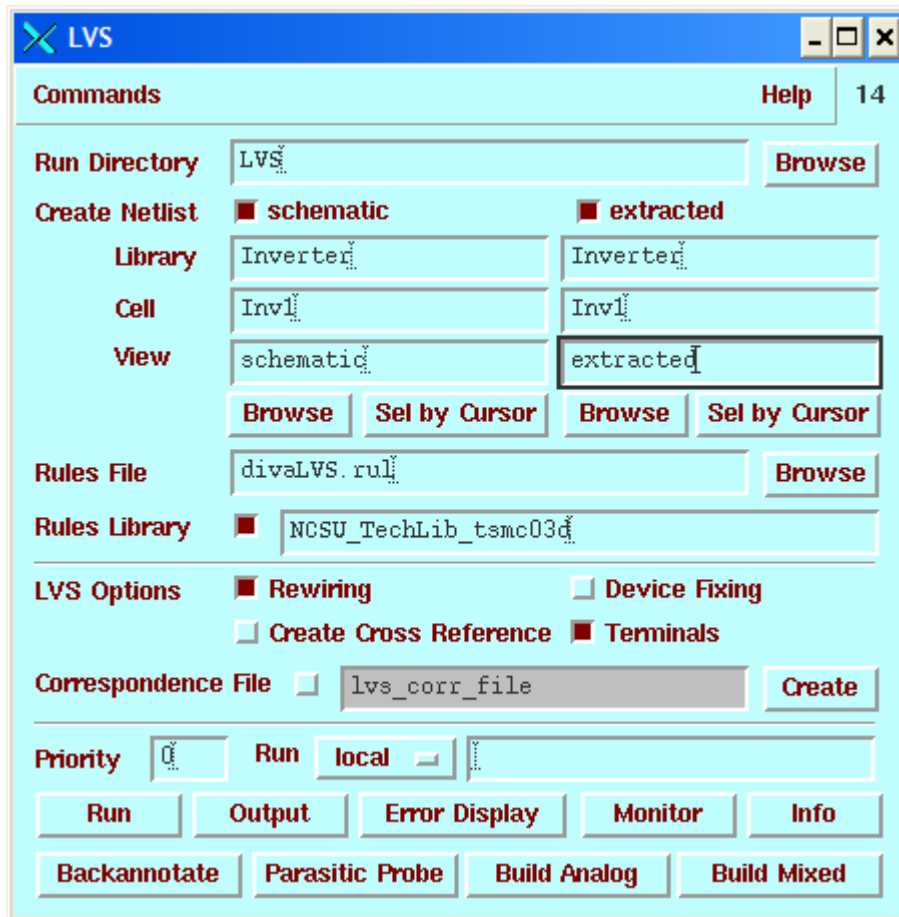 LVS
Commands Help 14
Run Directory LVS Browse
Create Netlist schematic extracted
Library Inverter Inverter
Cell Inv1 Inv1
View schematic extracted
Browse Sel by Cursor Browse Sel by Cursor
Rules File divaLVS.rul Browse
Rules Library NCSU_TechLib_tsmc03d
LVS Options Rewiring Device Fixing
Create Cross Reference Terminals
Correspondence File lvs_corr_file Create
Priority 0 Run local
Run Output Error Display Monitor Info
Backannotate Parasitic Probe Build Analog Build Mixed